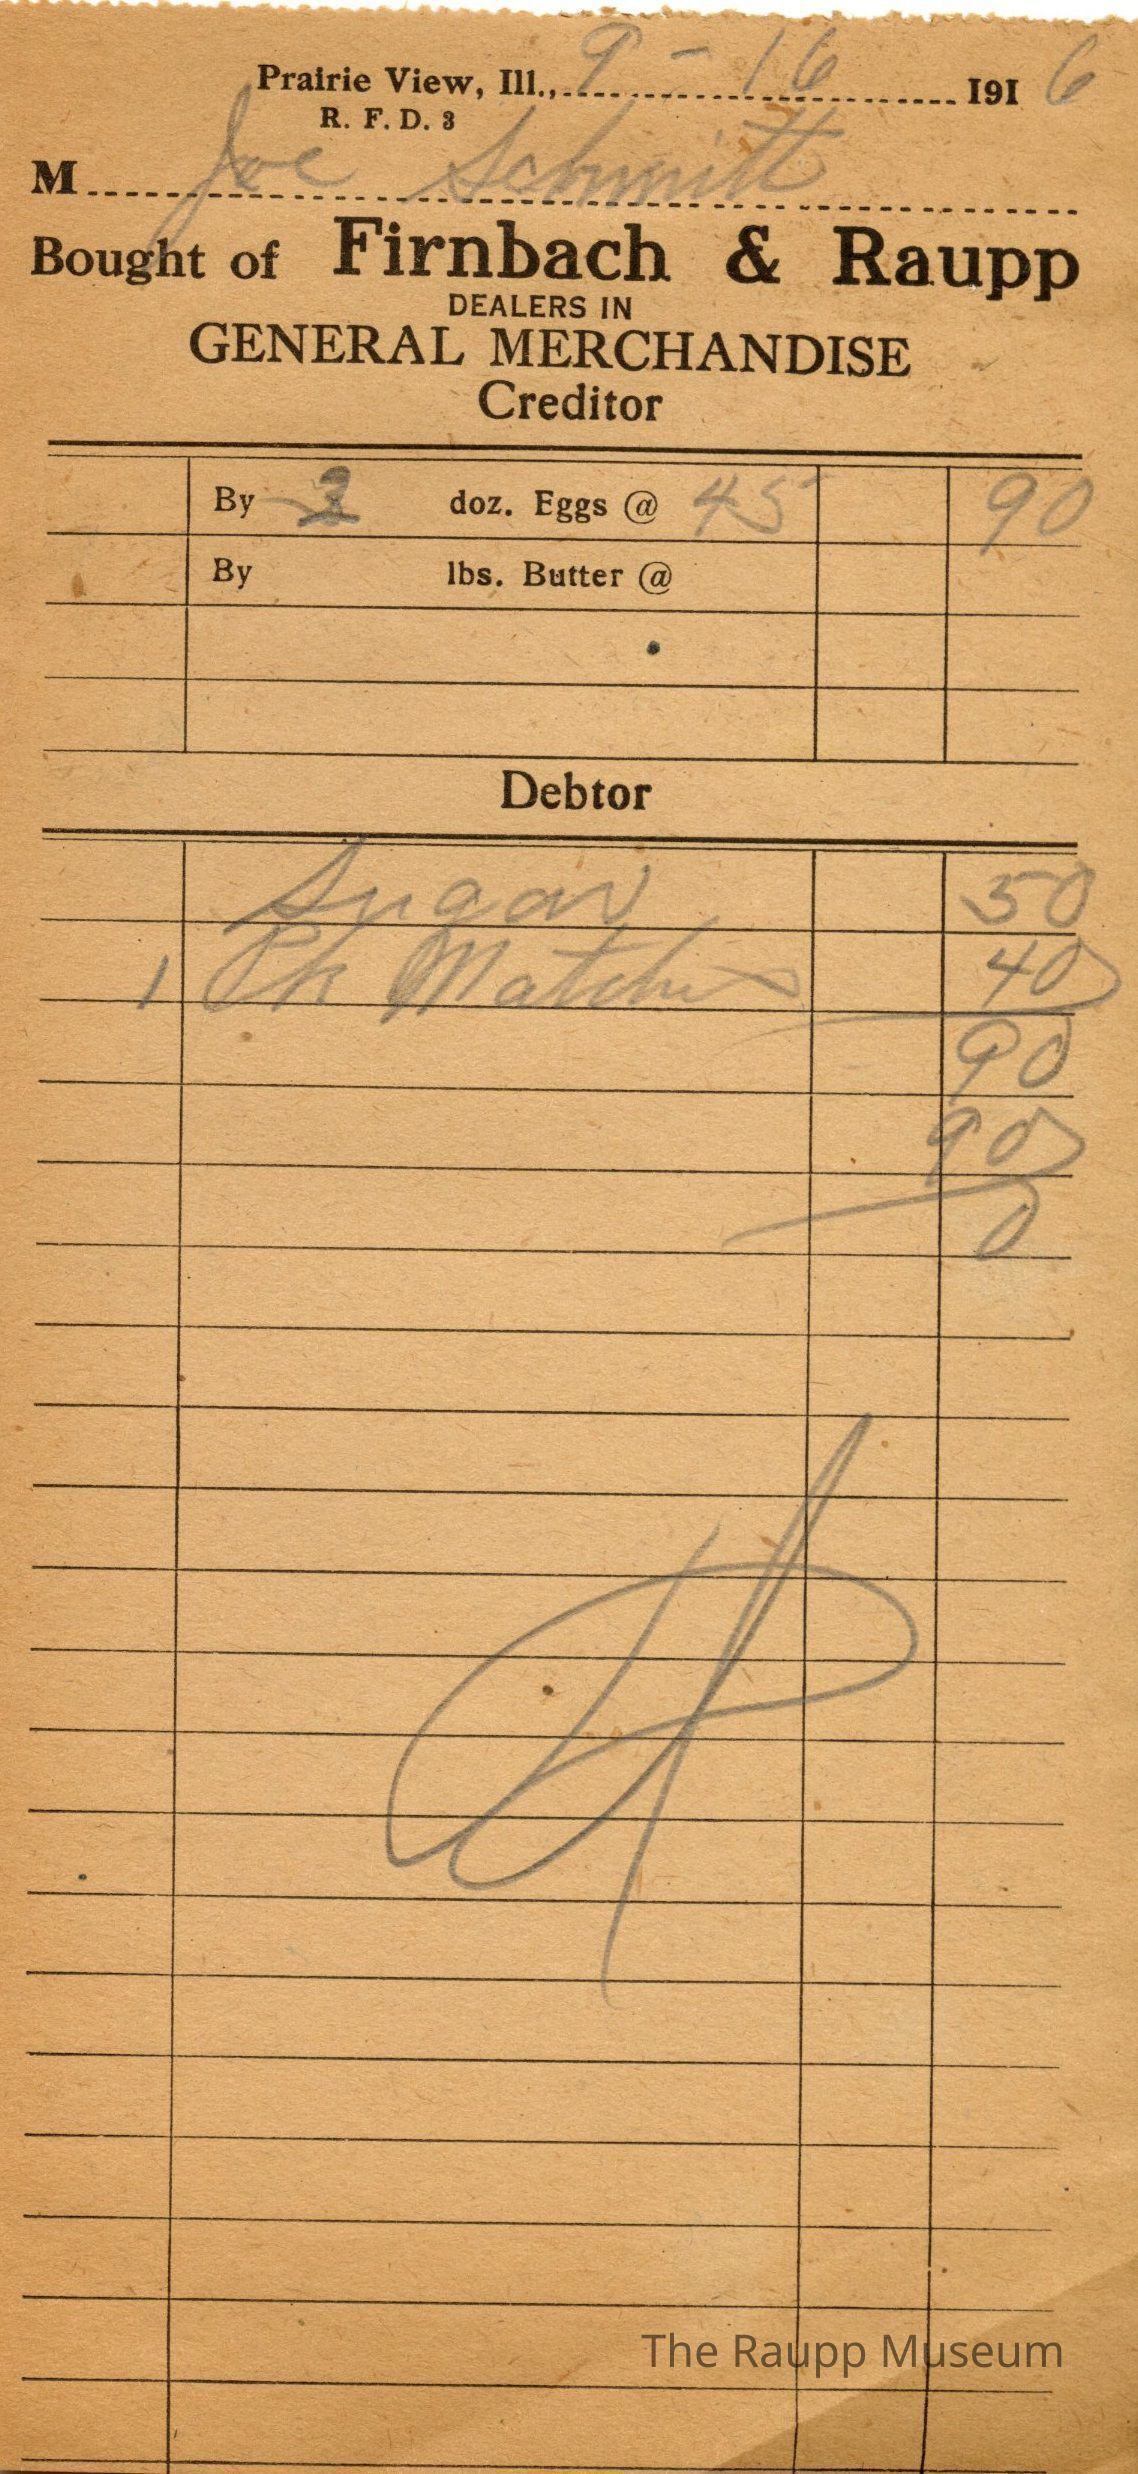 Prairie View, Ill., 9 - 16 1916
R. F. D. 3
M Joe Schmitt
Bought of Firnbach & Raupp
DEALERS IN
GENERAL MERCHANDISE
Creditor
By 2 doz. Eggs @ 45 90
By lbs. Butter @
Debtor
Sugar 50
1 Pk Matches 40
90
90
0
The Raupp Museum